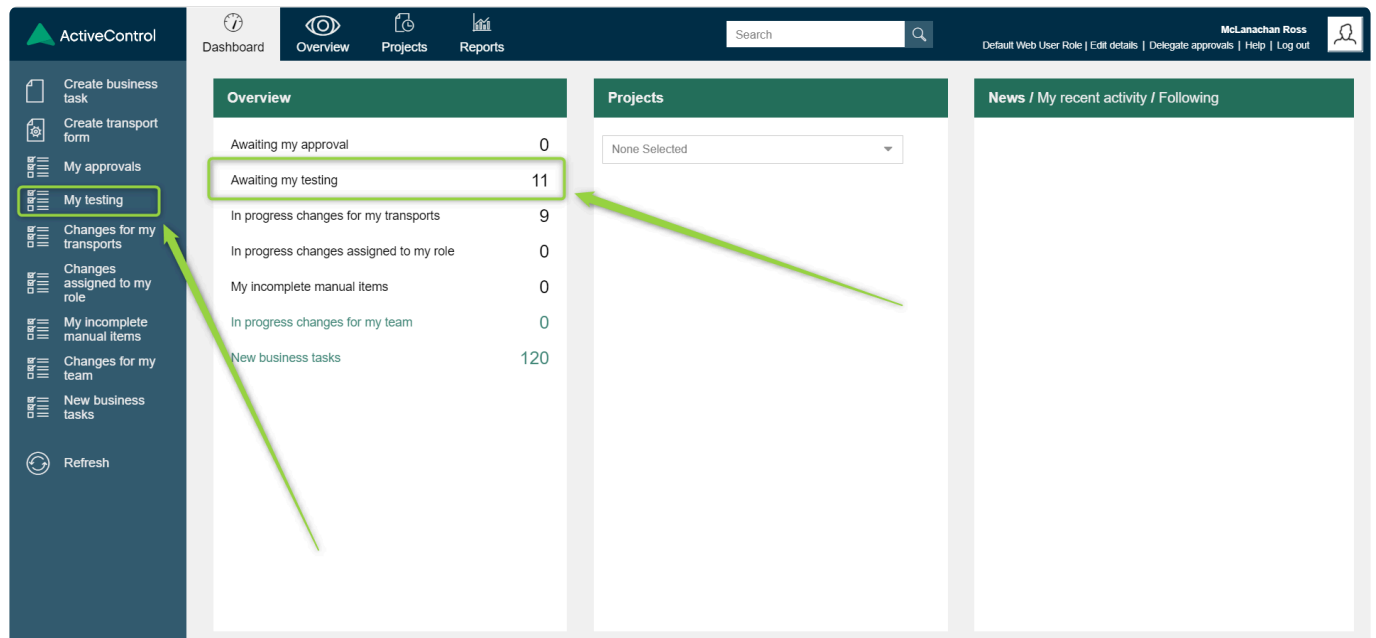 ActiveControl
Dashboard
Overview
Projects
Reports
Search
McLanachan Ross
Default Web User Role | Edit details | Delegate approvals | Help | Log out
Create business
task
Create transport
form
My approvals
My testing
Changes for my
transports
Changes
assigned to my
role
My incomplete
manual items
Changes for my
team
New business
tasks
Refresh
Overview
Awaiting my approval 0
Awaiting my testing 11
In progress changes for my transports 9
In progress changes assigned to my role 0
My incomplete manual items 0
In progress changes for my team 0
New business tasks 120
Projects
None Selected
News / My recent activity / Following